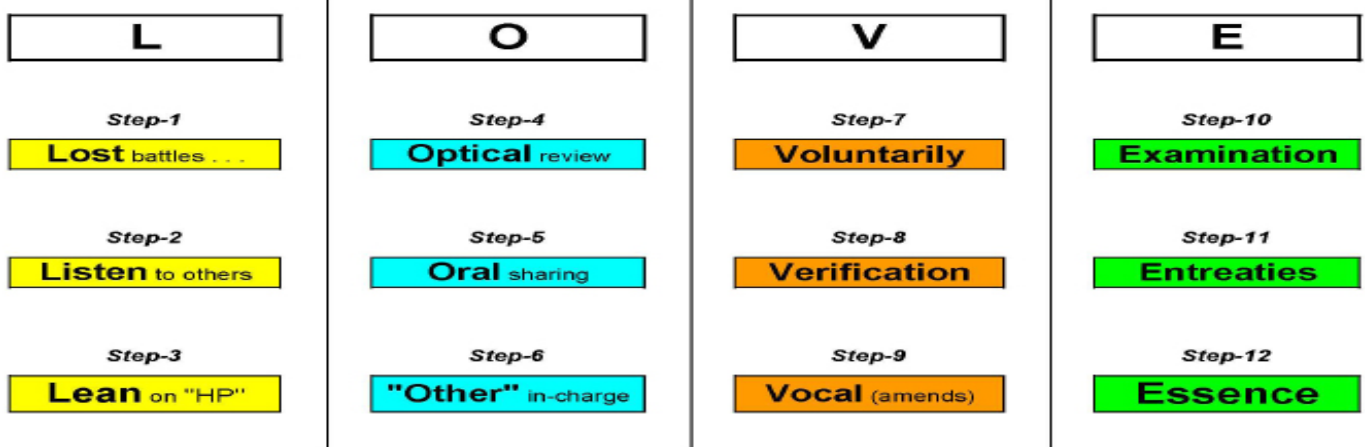 L
Step-1
Lost battles . . .
Step-2
Listen to others
Step-3
Lean on "HP"
O
Step-4
Optical review
Step-5
Oral sharing
Step-6
"Other" in-charge
V
Step-7
Voluntarily
Step-8
Verification
Step-9
Vocal (amends)
E
Step-10
Examination
Step-11
Entreaties
Step-12
Essence